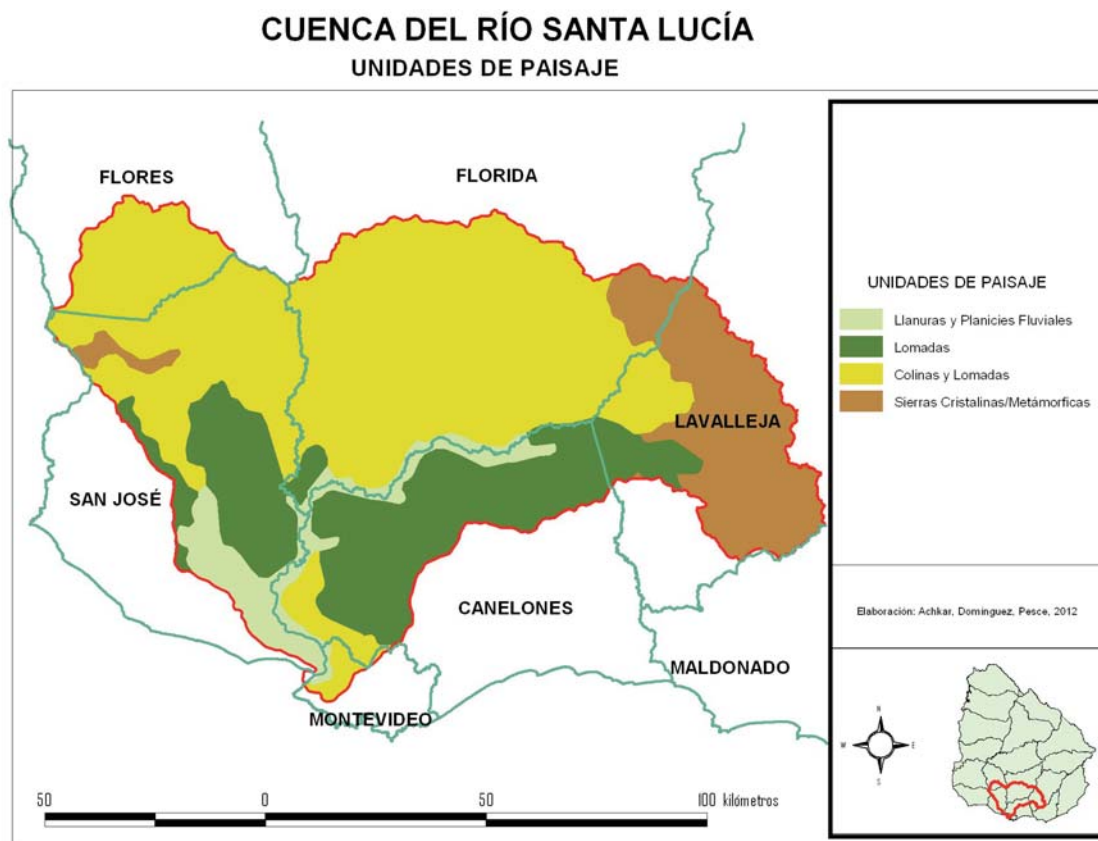 CUENCA DEL RÍO SANTA LUCÍA
UNIDADES DE PAISAJE
FLORES
FLORIDA
LAVALLEJA
SAN JOSÉ
CANELONES
MALDONADO
MONTEVIDEO
50 0 50 100 kilómetros
UNIDADES DE PAISAJE
Llanuras y Planicies Fluviales
Lomadas
Colinas y Lomadas
Sierras Cristalinas/Metámorficas
Elaboración: Achkar, Domínguez, Pesce, 2012
N
W E
S